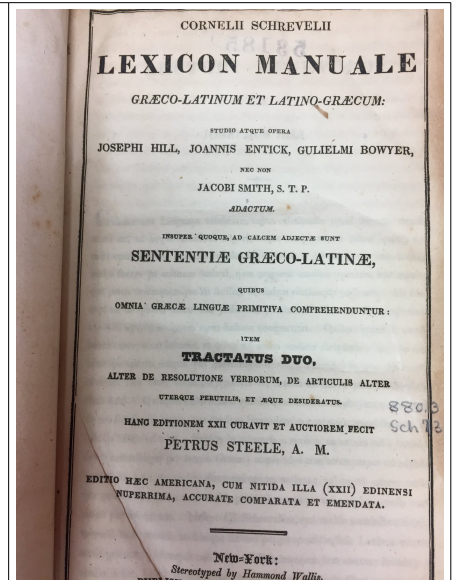 CORNELII SCHREVELII
LEXICON MANUALE
GRÆCO-LATINUM ET LATINO-GRÆCUM:
STUDIO ATQUE OPERA
JOSEPHI HILL, JOANNIS ENTICK, GULIELMI BOWYER,
NEC NON
JACOBI SMITH, S. T. P.
ADACTUM.
INSUPER QUOQUE, AD CALCEM ADJECTÆ SUNT
SENTENTIÆ GRÆCO-LATINÆ,
QUIBUS
OMNIA GRÆCÆ LINGUÆ PRIMITIVA COMPREHENDUNTUR:
ITEM
TRACTATUS DUO,
ALTER DE RESOLUTIONE VERBORUM, DE ARTICULIS ALTER
UTERQUE PERUTILIS, ET ÆQUE DESIDERATUS.
880.3
Sch73
HANC EDITIONEM XXII CURAVIT ET AUCTIOREM FECIT
PETRUS STEELE, A. M.
EDITIO HÆC AMERICANA, CUM NITIDA ILLA (XXII) EDINENSI
NUPERRIMA, ACCURATE COMPARATA ET EMENDATA.
New=York:
Stereotyped by Hammond Wallis.